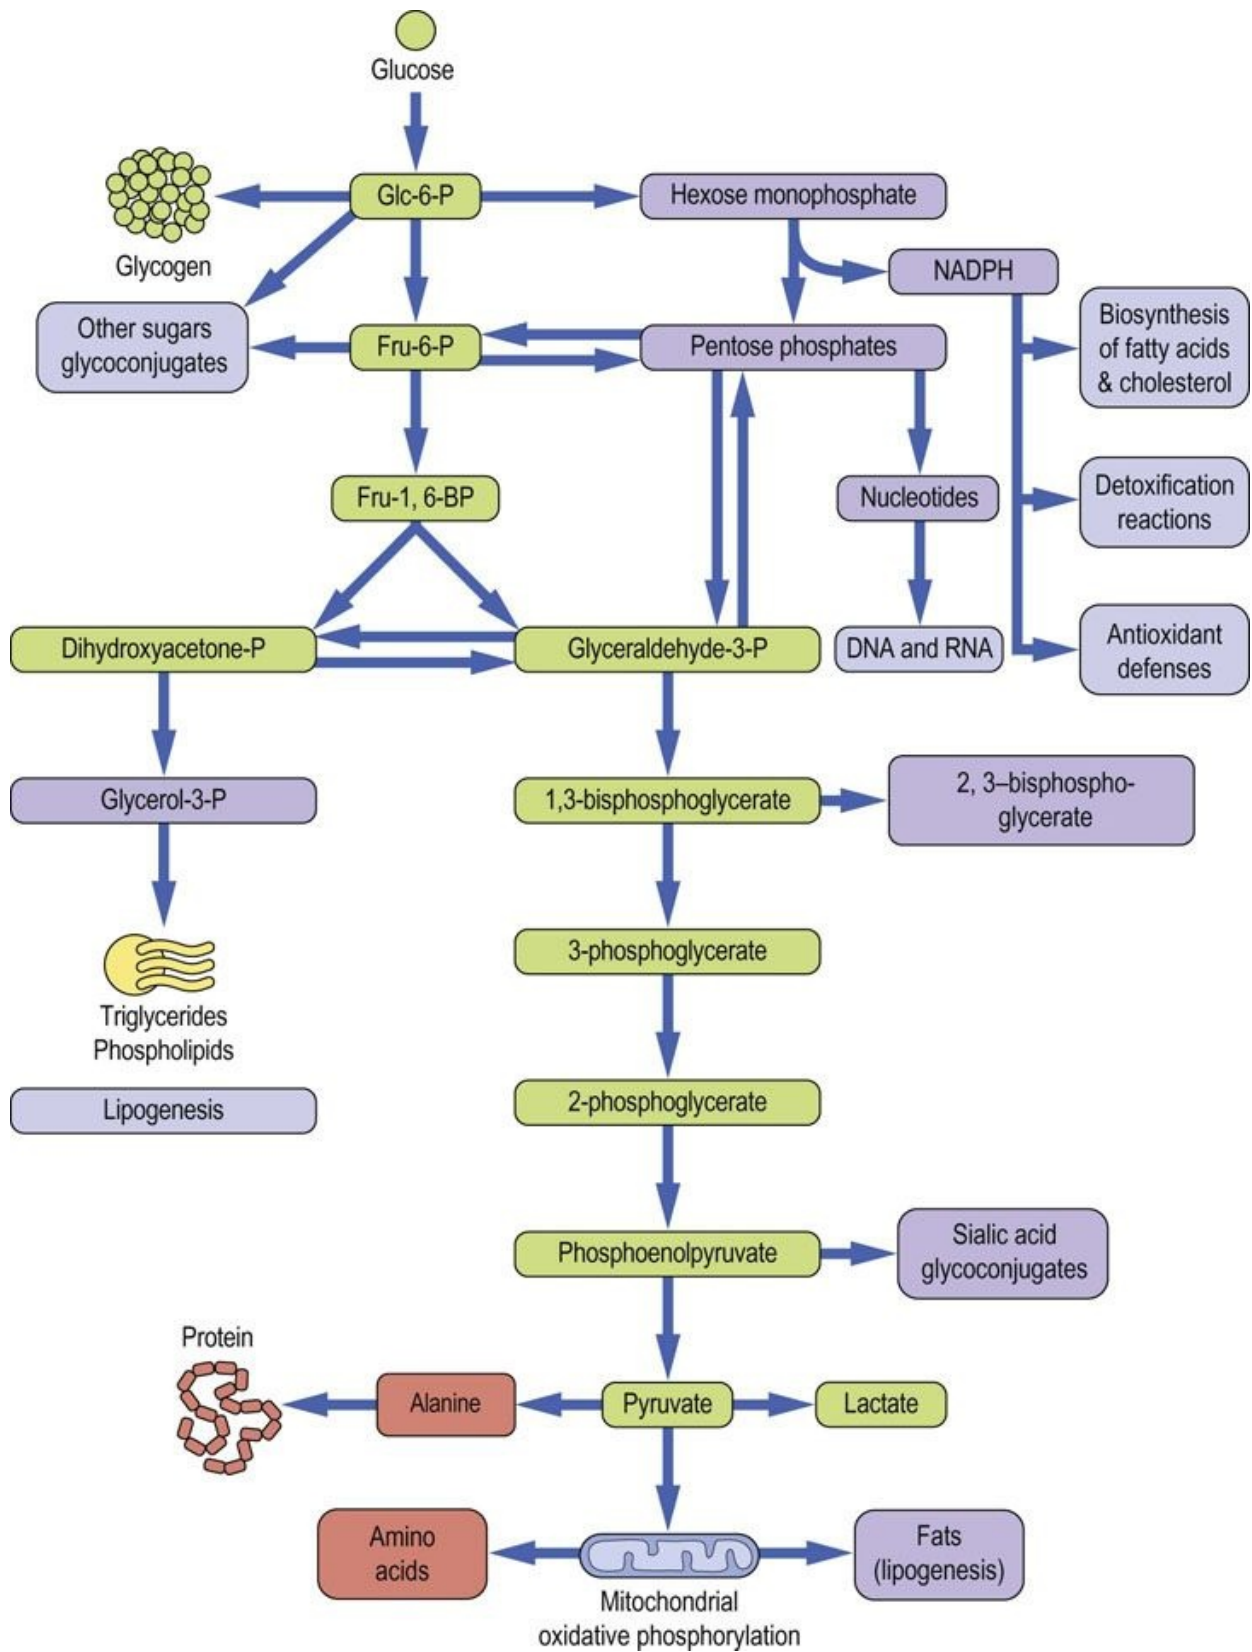 Glucose
Glc-6-P
Hexose monophosphate
Glycogen
NADPH
Other sugars
glycoconjugates
Fru-6-P
Pentose phosphates
Biosynthesis
of fatty acids
& cholesterol
Fru-1, 6-BP
Nucleotides
Detoxification
reactions
Dihydroxyacetone-P
Glyceraldehyde-3-P
DNA and RNA
Antioxidant
defenses
Glycerol-3-P
1,3-bisphosphoglycerate
2, 3–bisphospho-
glycerate
3-phosphoglycerate
Triglycerides
Phospholipids
Lipogenesis
2-phosphoglycerate
Phosphoenolpyruvate
Sialic acid
glycoconjugates
Protein
Alanine
Pyruvate
Lactate
Amino
acids
Fats
(lipogenesis)
Mitochondrial
oxidative phosphorylation